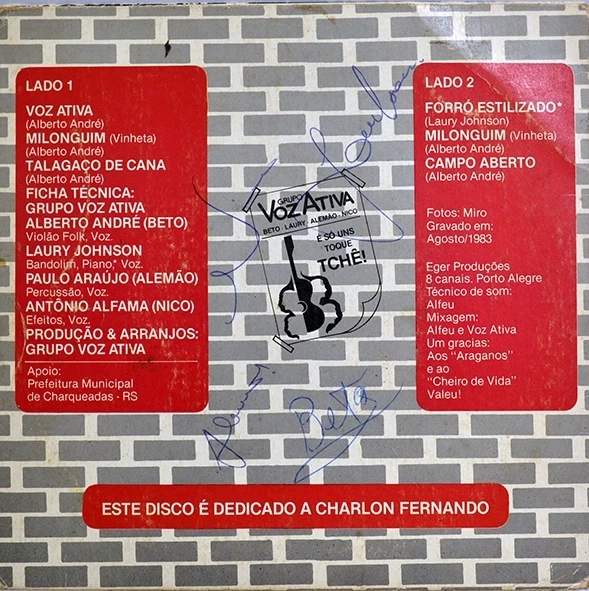 LADO 1
VOZ ATIVA
(Alberto André)
MILONGUIM (Vinheta)
(Alberto André)
TALAGAÇO DE CANA
(Alberto André)
FICHA TÉCNICA:
GRUPO VOZ ATIVA
ALBERTO ANDRÉ (BETO)
Violão Folk, Voz.
LAURY JOHNSON
Bandolim, Piano,* Voz.
PAULO ARAÚJO (ALEMÃO)
Percussão, Voz.
ANTÔNIO ALFAMA (NICO)
Efeitos, Voz.
PRODUÇÃO & ARRANJOS:
GRUPO VOZ ATIVA
Apoio:
Prefeitura Municipal
de Charqueadas - RS
GRUPO
VOZ ATIVA
BETO - LAURY - ALEMÃO - NICO
É SÓ UNS
TOQUE
TCHÊ!
Beto
LADO 2
FORRÓ ESTILIZADO*
(Laury Johnson)
MILONGUIM (Vinheta)
(Alberto André)
CAMPO ABERTO
(Alberto André)
Fotos: Miro
Gravado em:
Agosto/1983
Eger Produções
8 canais. Porto Alegre
Técnico de som:
Alfeu
Mixagem:
Alfeu e Voz Ativa
Um gracias:
Aos "Araganos"
e ao
"Cheiro de Vida"
Valeu!
ESTE DISCO É DEDICADO A CHARLON FERNANDO